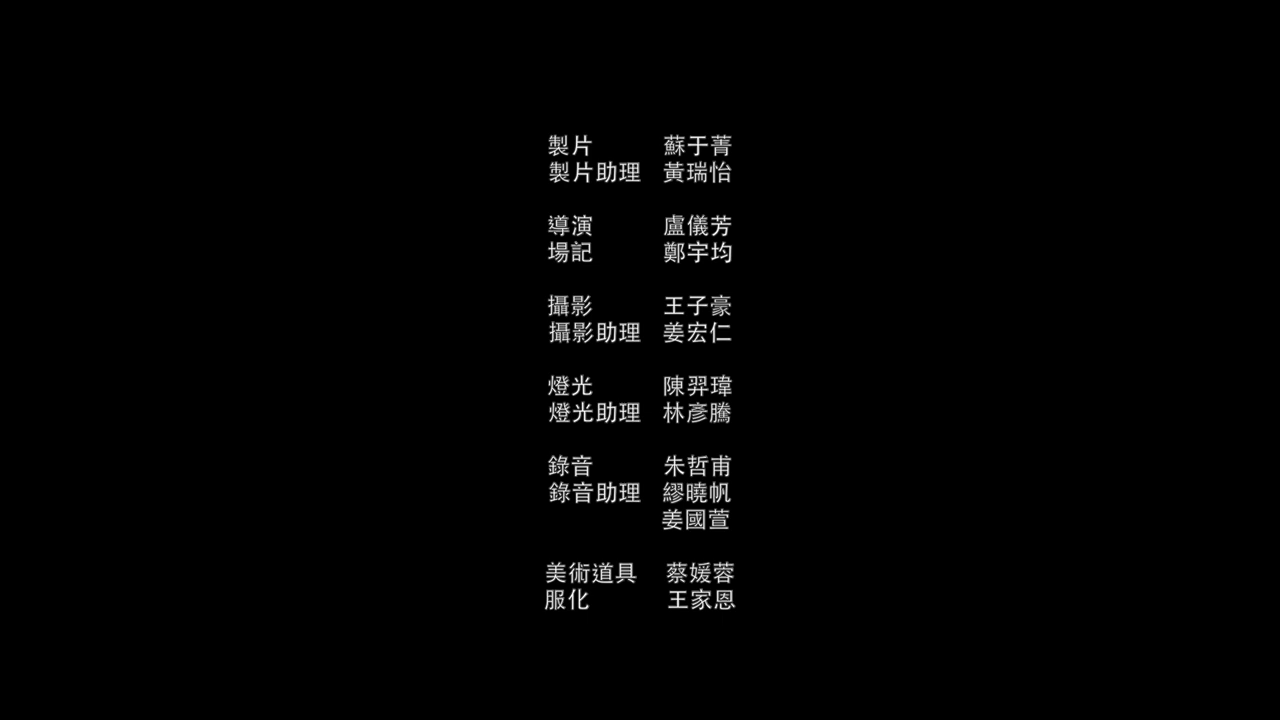 製片 蘇于菁
製片助理 黃瑞怡
導演 盧儀芳
場記 鄭宇均
攝影 王子豪
攝影助理 姜宏仁
燈光 陳羿瑋
燈光助理 林彥騰
錄音 朱哲甫
錄音助理 繆曉帆
姜國萱
美術道具 蔡媛蓉
服化 王家恩